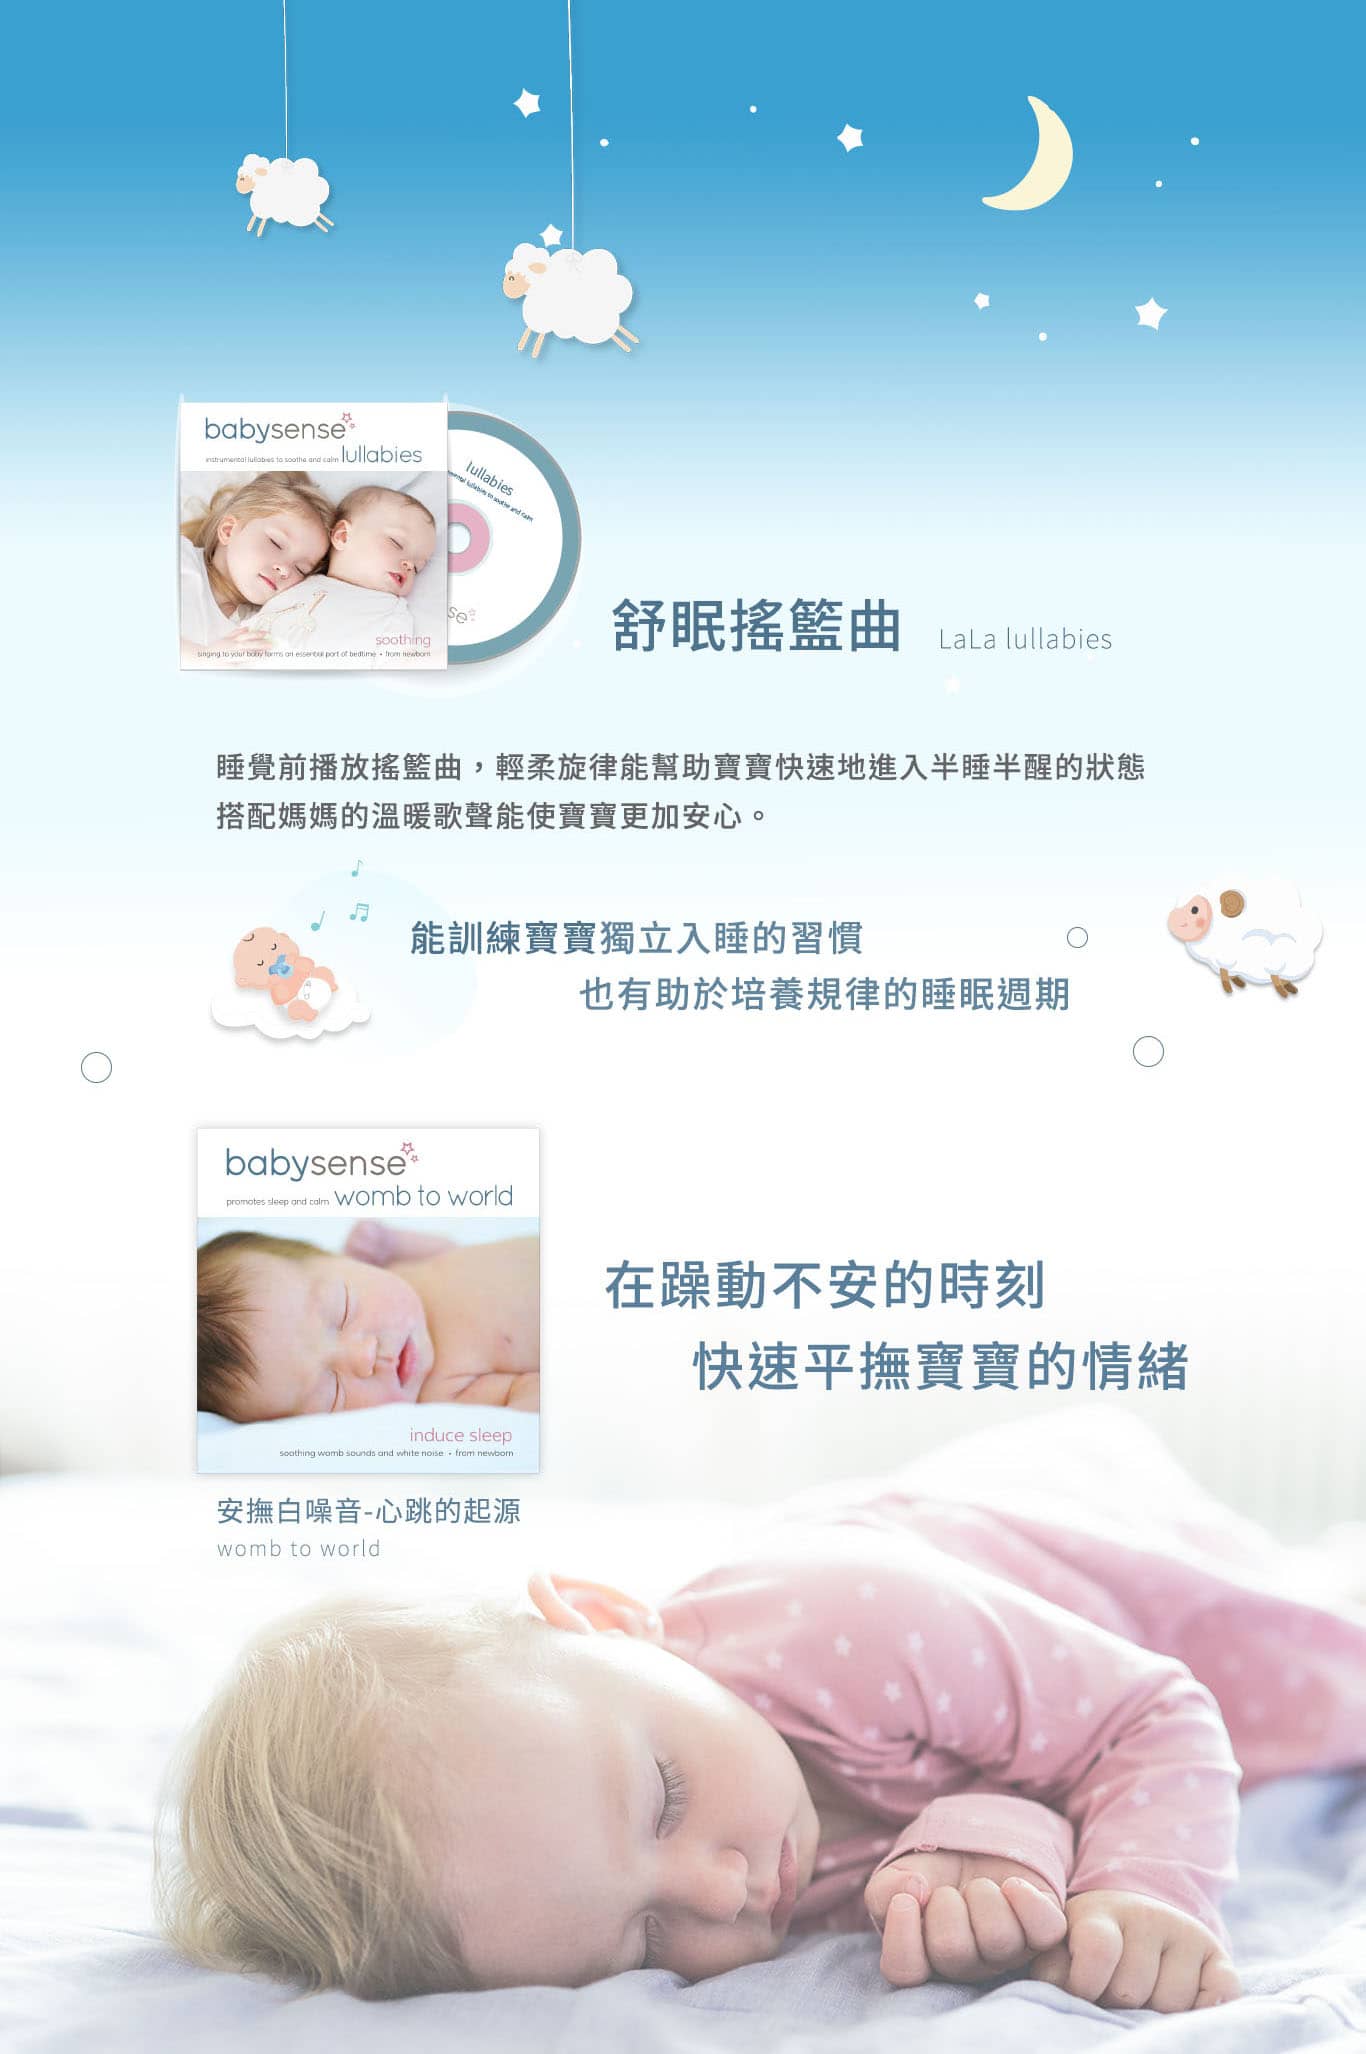 babysense
instrumental lullabies to soothe and calm lullabies
lullabies
instrumental lullabies to soothe and calm
se
soothing
singing to your baby forms an essential part of bedtime • from newborn
舒眠搖籃曲 LaLa lullabies
睡覺前播放搖籃曲，輕柔旋律能幫助寶寶快速地進入半睡半醒的狀態
搭配媽媽的溫暖歌聲能使寶寶更加安心。
能訓練寶寶獨立入睡的習慣
也有助於培養規律的睡眠週期
babysense
promotes sleep and calm womb to world
在躁動不安的時刻
快速平撫寶寶的情緒
induce sleep
soothing womb sounds and white noise • from newborn
安撫白噪音-心跳的起源
womb to world